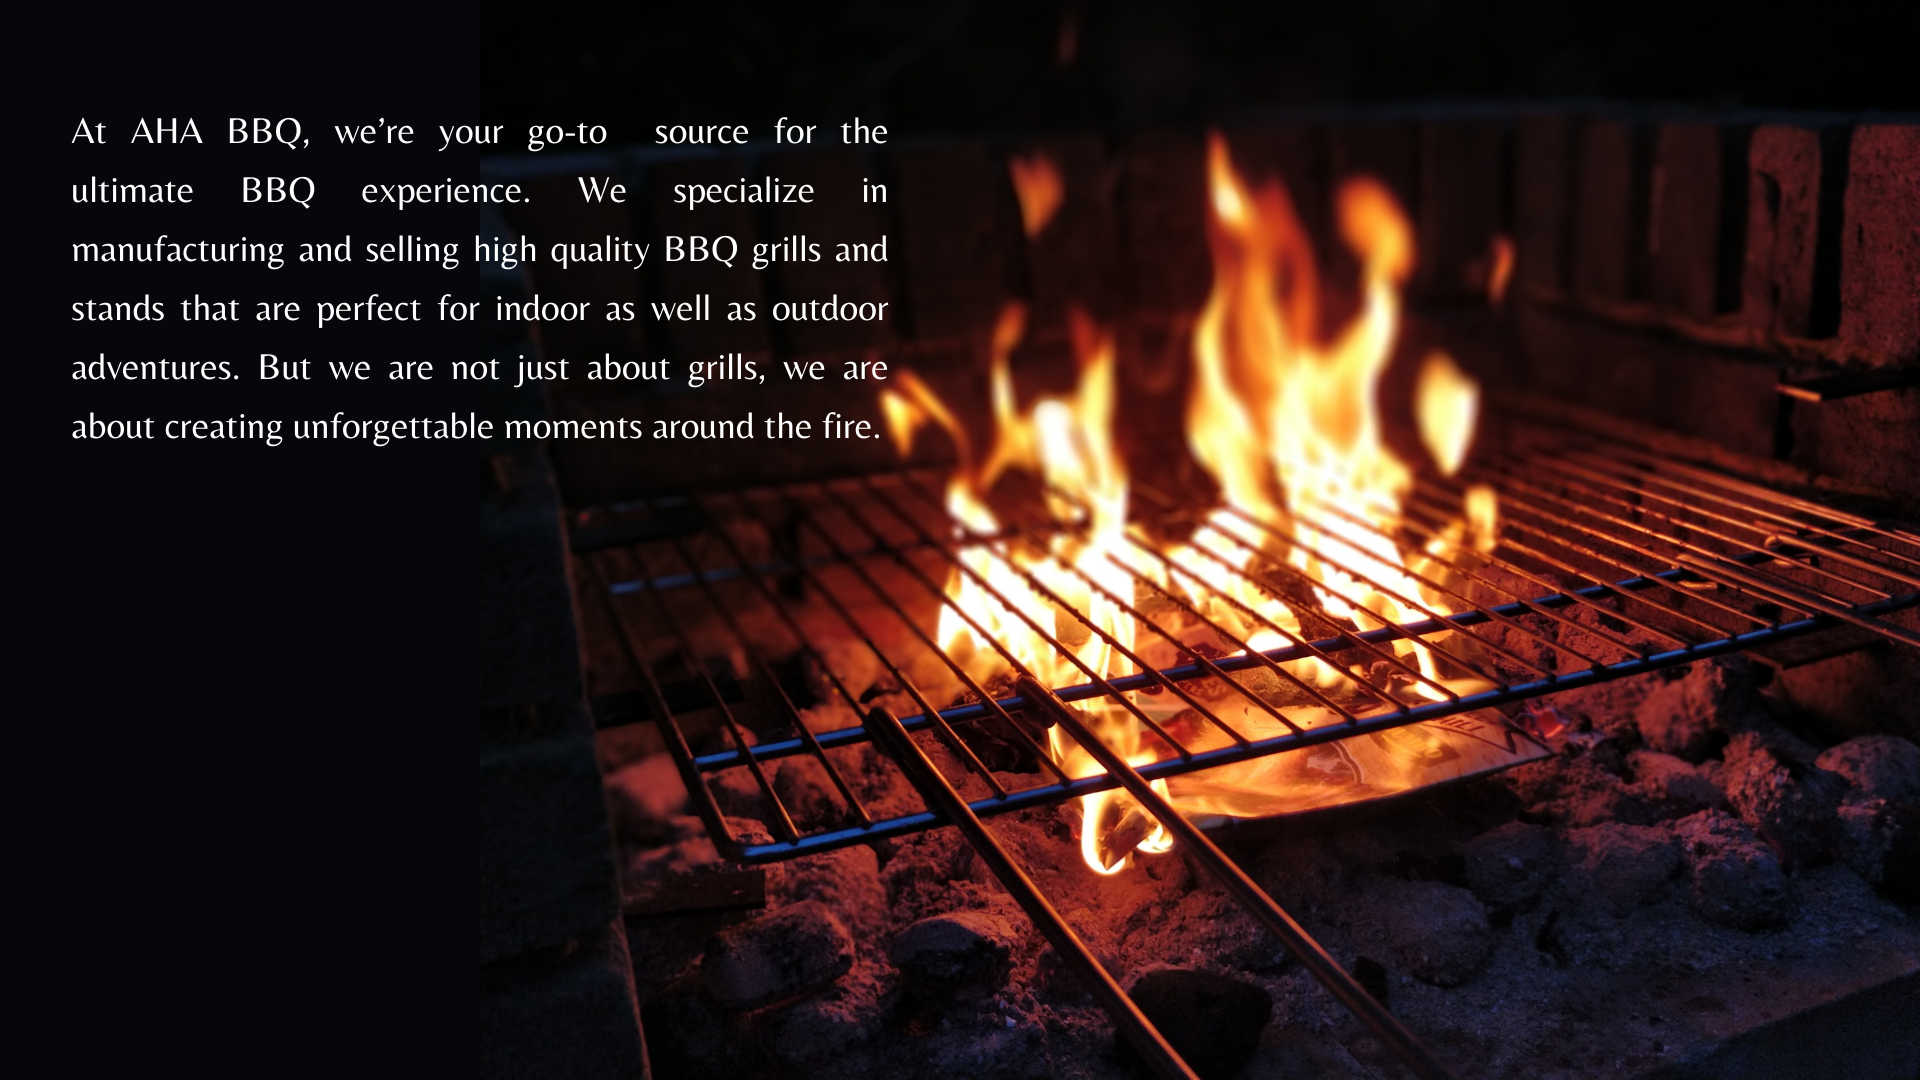 At AHA BBQ, we’re your go-to source for the
ultimate BBQ experience. We specialize in
manufacturing and selling high quality BBQ grills and
stands that are perfect for indoor as well as outdoor
adventures. But we are not just about grills, we are
about creating unforgettable moments around the fire.